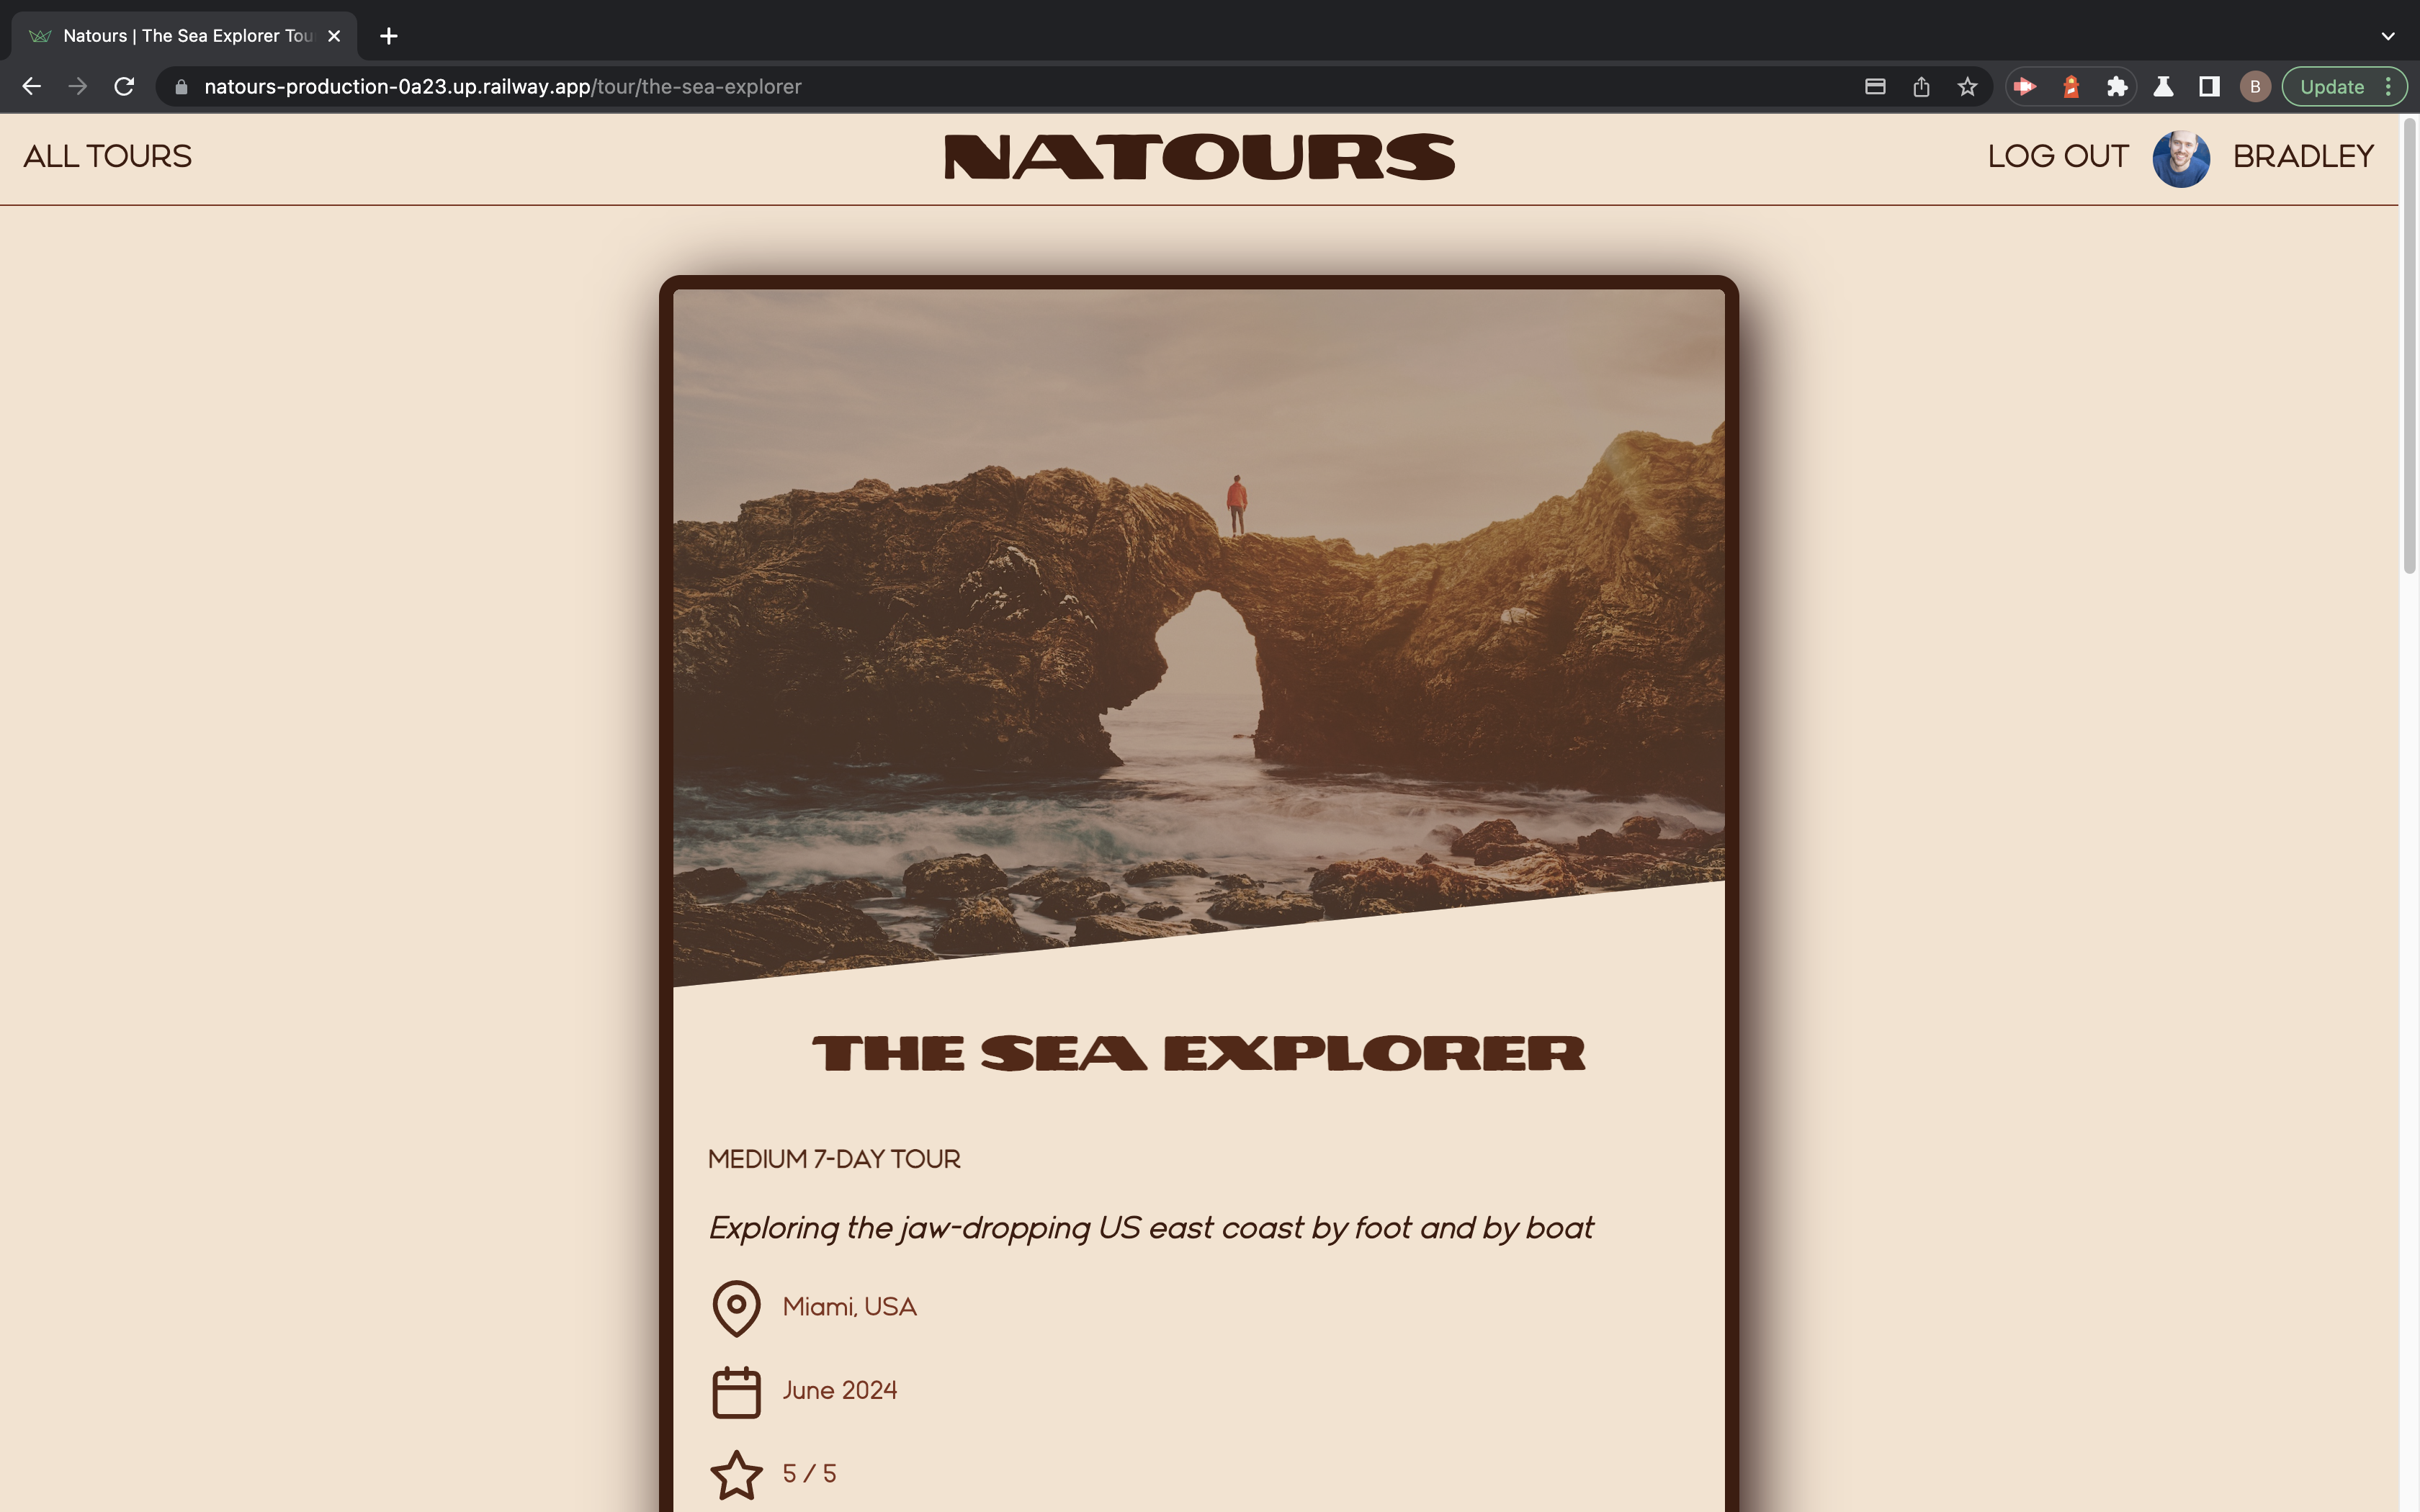 Natours | The Sea Explorer Tou
natours-production-0a23.up.railway.app/tour/the-sea-explorer
B
Update
ALL TOURS
NATOURS
LOG OUT
BRADLEY
THE SEA EXPLORER
MEDIUM 7-DAY TOUR
Exploring the jaw-dropping US east coast by foot and by boat
Miami, USA
June 2024
5 / 5